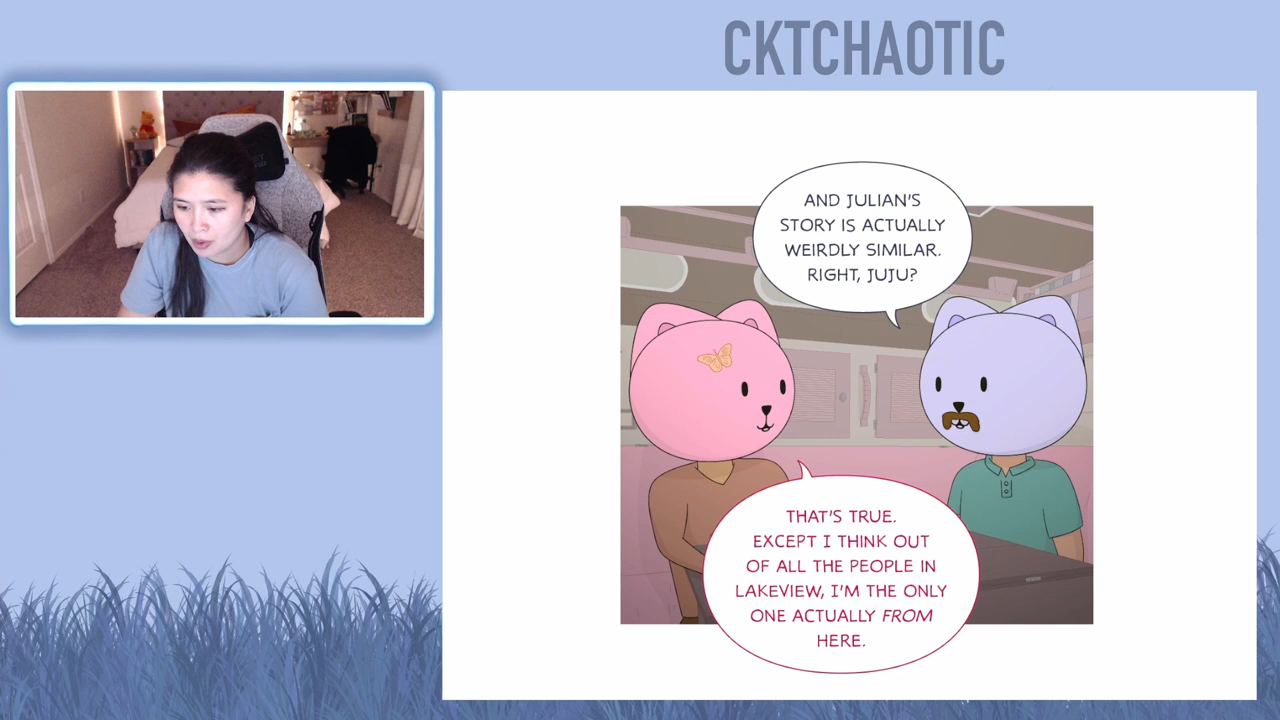 CKTCHAOTIC
AND JULIAN'S
STORY IS ACTUALLY
WEIRDLY SIMILAR.
RIGHT, JUJU?
THAT'S TRUE.
EXCEPT I THINK OUT
OF ALL THE PEOPLE IN
LAKEVIEW, I'M THE ONLY
ONE ACTUALLY FROM
HERE.